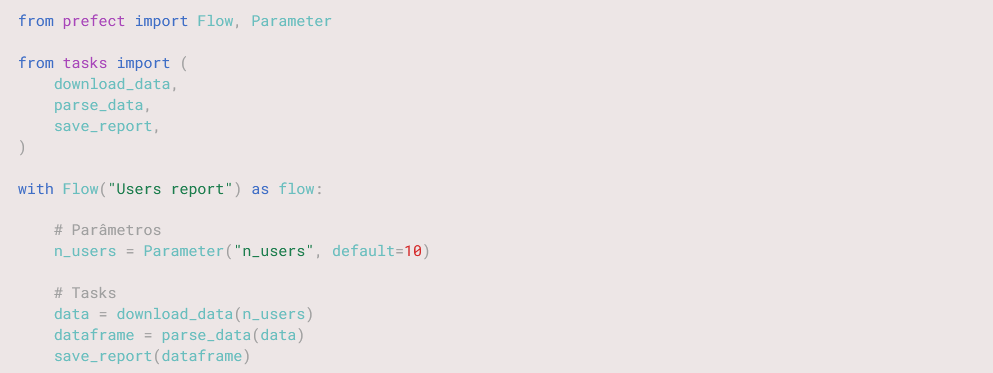 from prefect import Flow, Parameter
from tasks import (
    download_data,
    parse_data,
    save_report,
)
with Flow("Users report") as flow:
    # Parâmetros
    n_users = Parameter("n_users", default=10)
    # Tasks
    data = download_data(n_users)
    dataframe = parse_data(data)
    save_report(dataframe)